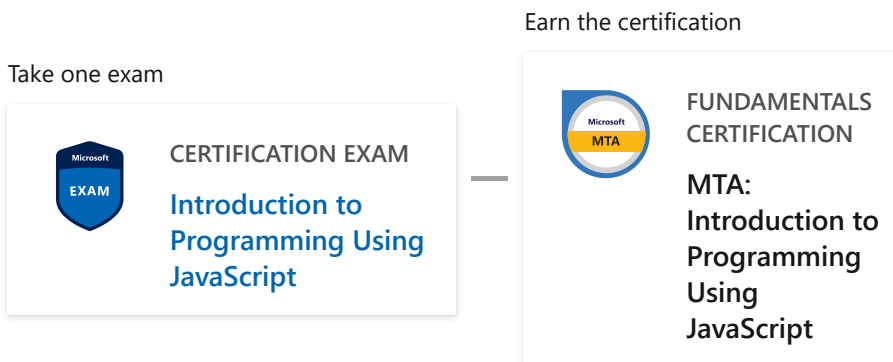 Take one exam
Microsoft
EXAM
CERTIFICATION EXAM
Introduction to
Programming Using
JavaScript
Earn the certification
Microsoft
MTA
FUNDAMENTALS
CERTIFICATION
MTA:
Introduction to
Programming
Using
JavaScript